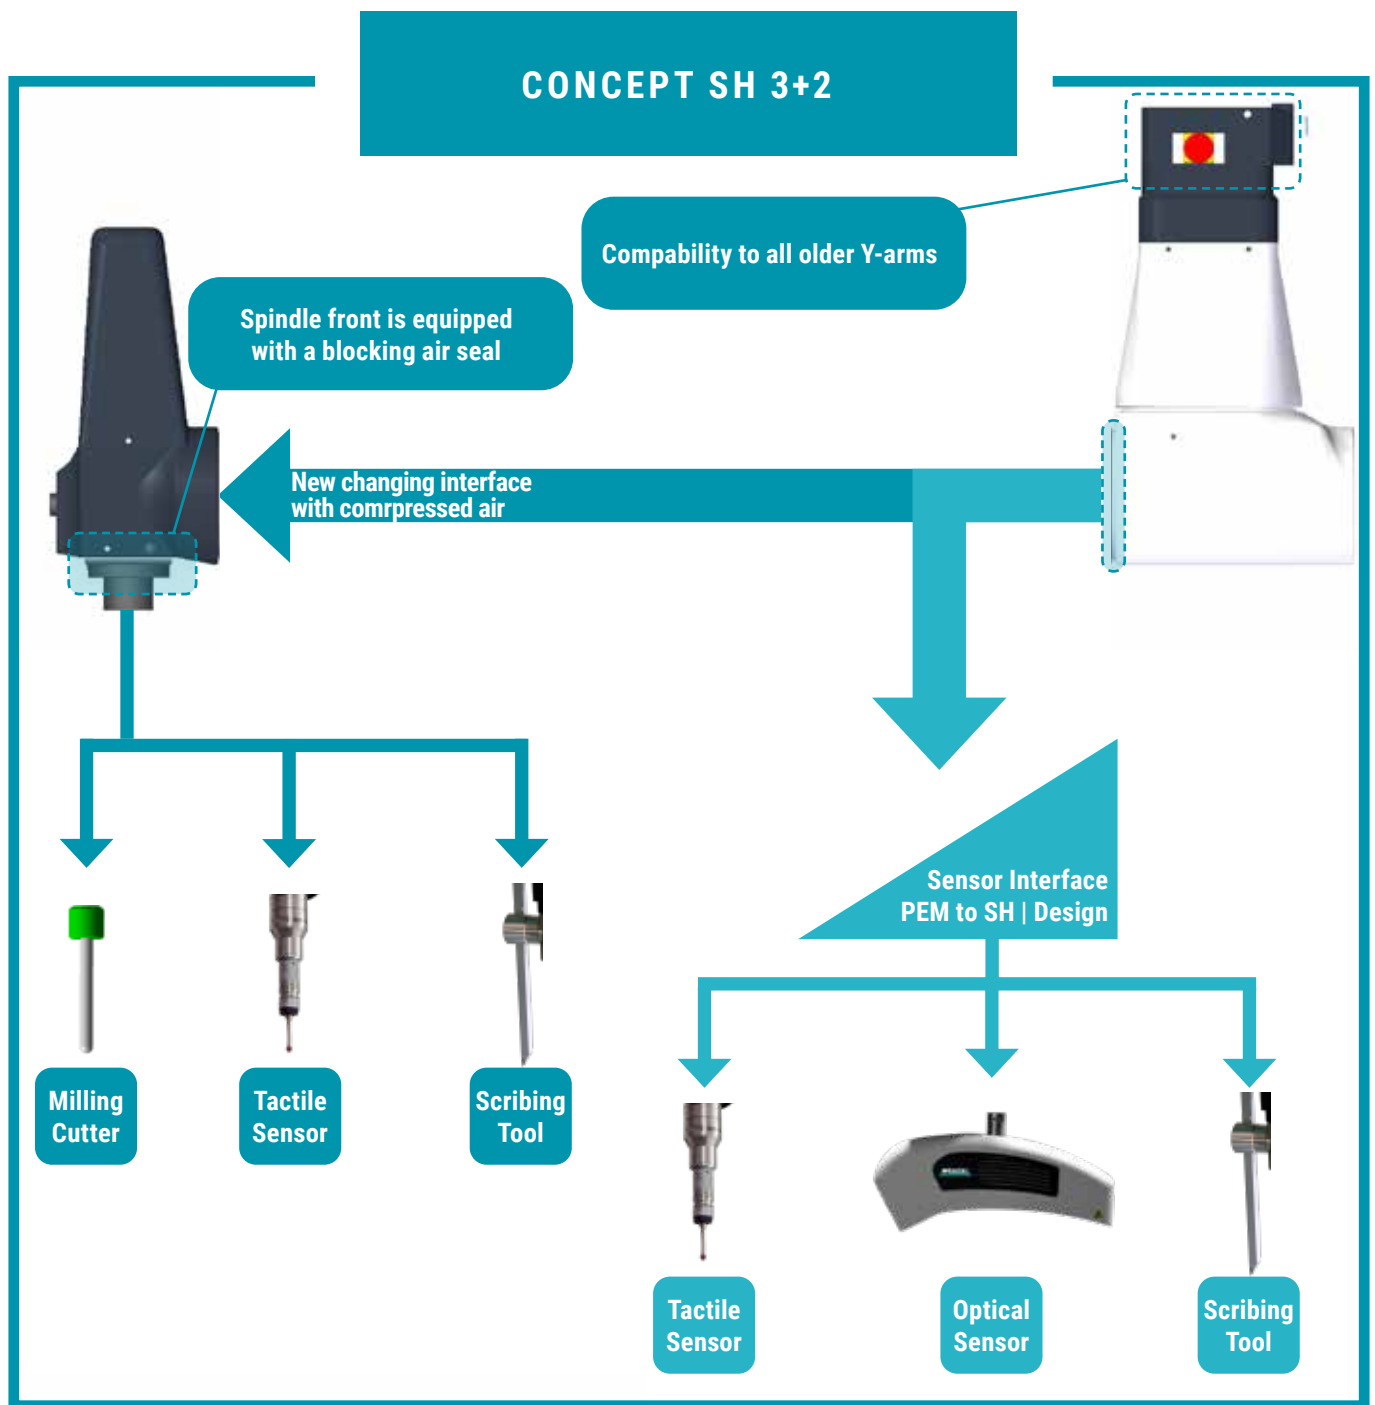 CONCEPT SH 3+2
Compability to all older Y-arms
Spindle front is equipped
with a blocking air seal
New changing interface
with comrpressed air
Sensor Interface
PEM to SH | Design
Milling
Cutter
Tactile
Sensor
Scribing
Tool
Tactile
Sensor
Optical
Sensor
Scribing
Tool